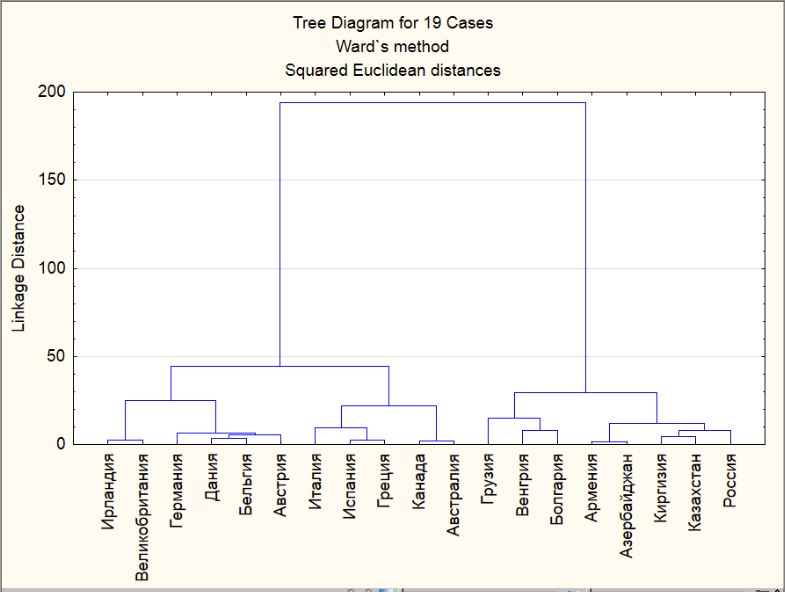 Tree Diagram for 19 Cases
Ward`s method
Squared Euclidean distances
200
150
100
50
0
Linkage Distance
Ирландия
Великобритания
Германия
Дания
Бельгия
Австрия
Италия
Испания
Греция
Канада
Австралия
Грузия
Венгрия
Болгария
Армения
Азербайджан
Киргизия
Казахстан
Россия